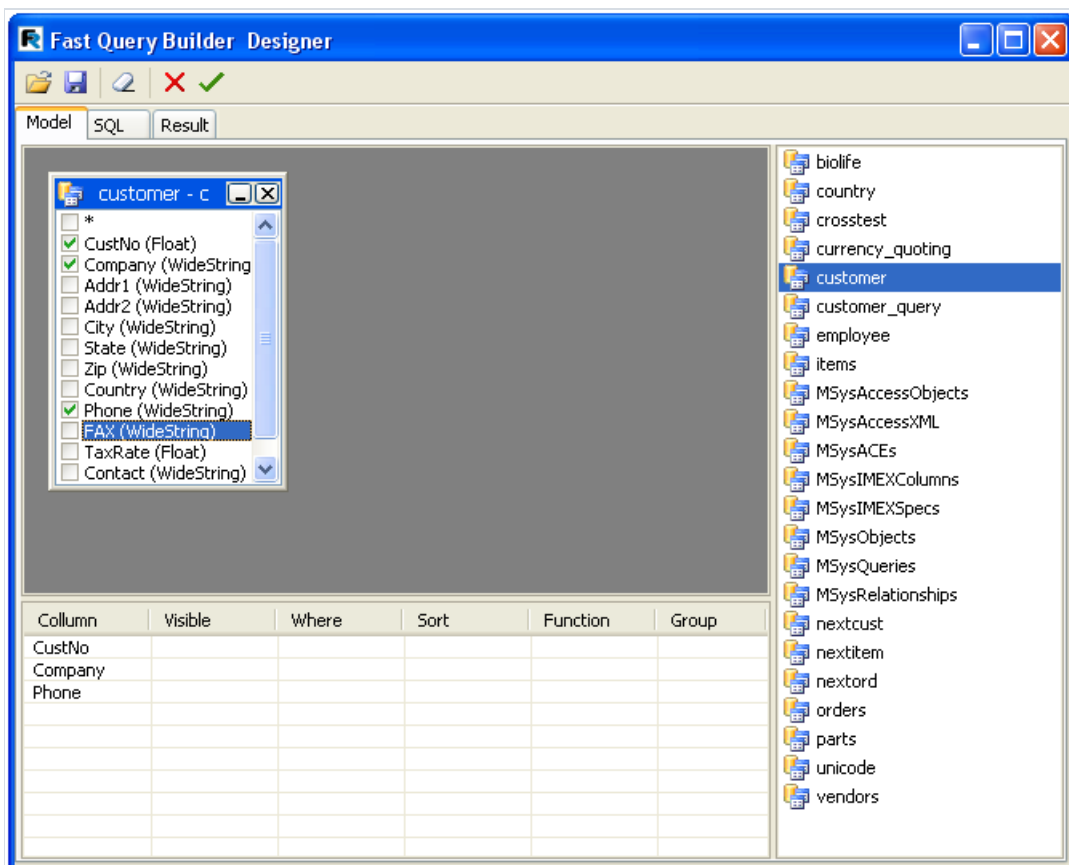 Fast Query Builder Designer
Model SQL Result
customer - c
*
CustNo (Float)
Company (WideString
Addr1 (WideString)
Addr2 (WideString)
City (WideString)
State (WideString)
Zip (WideString)
Country (WideString)
Phone (WideString)
FAX (WideString)
TaxRate (Float)
Contact (WideString)
biolife
country
crosstest
currency_quoting
customer
customer_query
employee
items
MSysAccessObjects
MSysAccessXML
MSysACEs
MSysIMEXColumns
MSysIMEXSpecs
MSysObjects
MSysQueries
MSysRelationships
nextcust
nextitem
nextord
orders
parts
unicode
vendors
Collumn Visible Where Sort Function Group
CustNo
Company
Phone